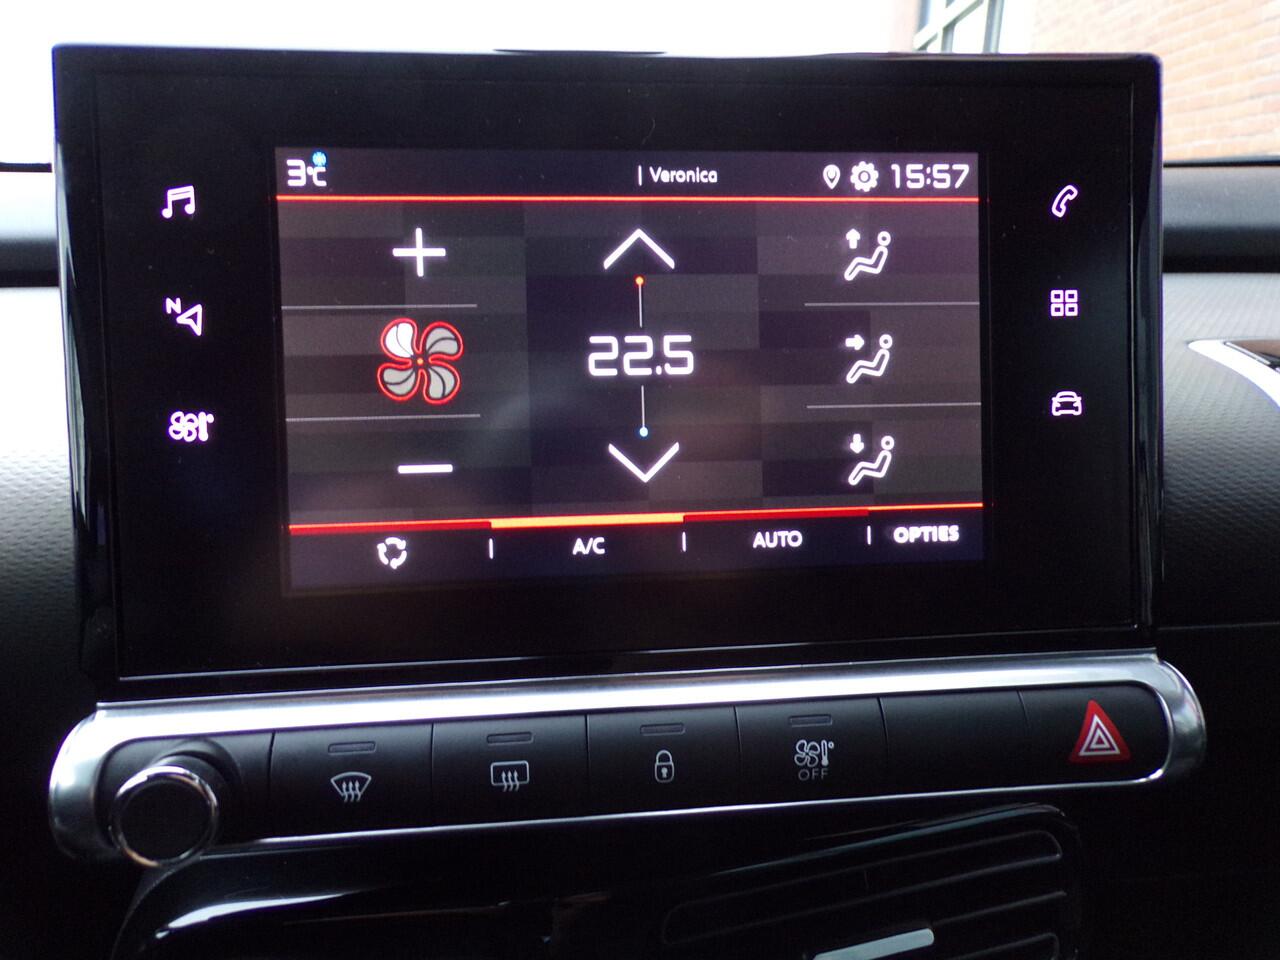 3°C
| Veronica
15:57
N
22.5
A/C | AUTO | OPTIES
OFF